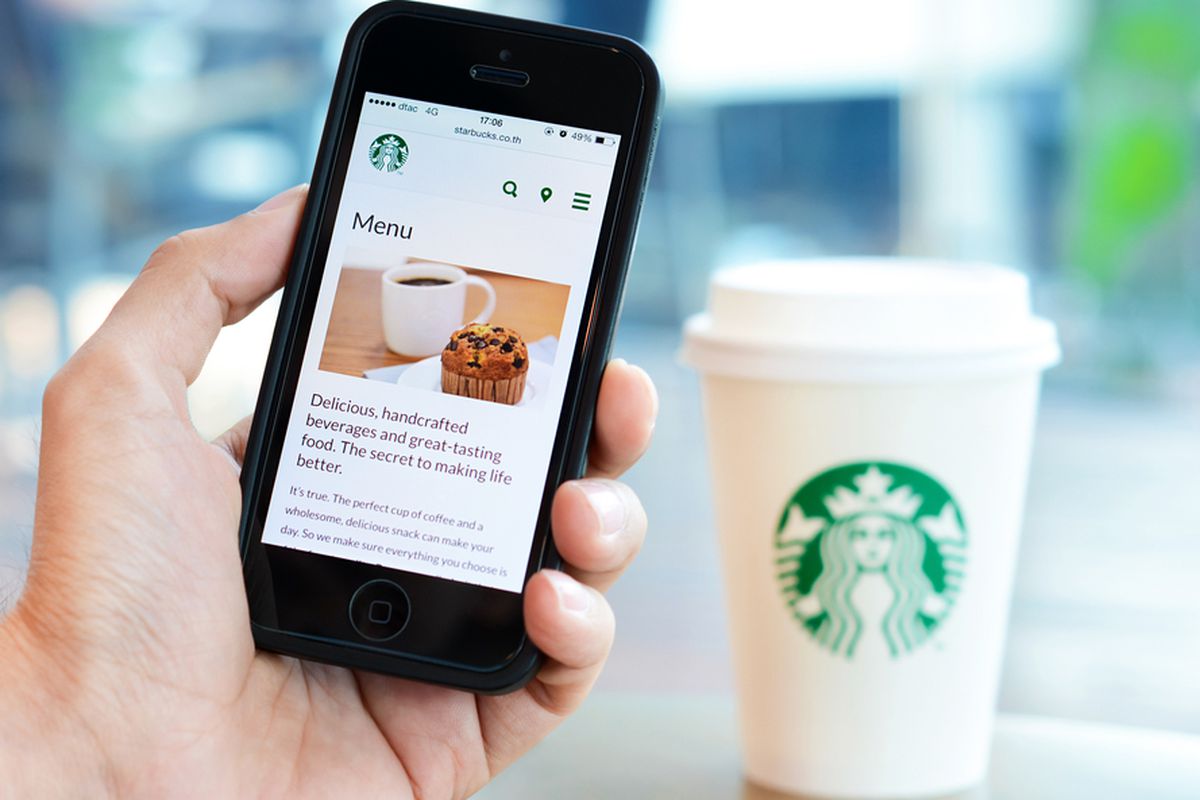 dtac 4G 17:06 49%
starbucks.co.th
Menu
Delicious, handcrafted
beverages and great-tasting
food. The secret to making life
better.
It's true. The perfect cup of coffee and a
wholesome, delicious snack can make your
day. So we make sure everything you choose is